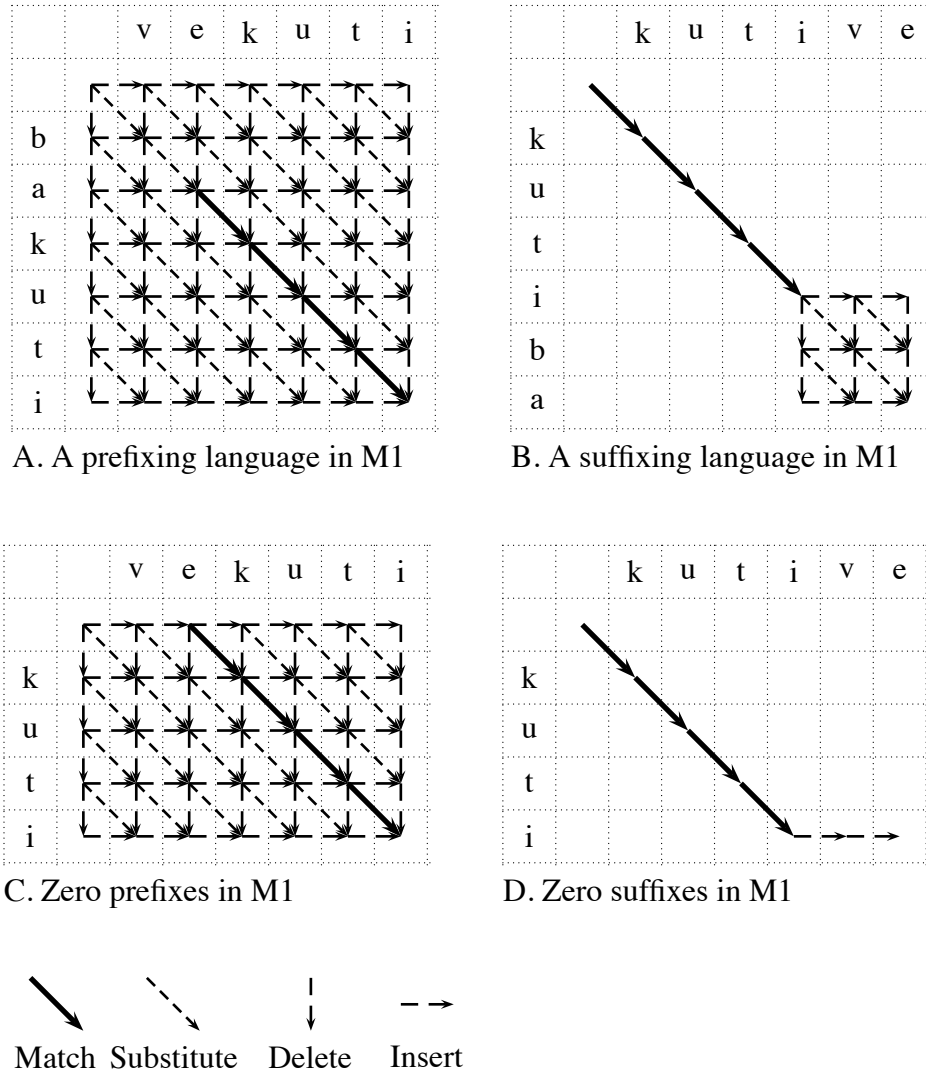 v e k u t i
b
a
k
u
t
i
A. A prefixing language in M1
k u t i v e
k
u
t
i
b
a
B. A suffixing language in M1
v e k u t i
k
u
t
i
C. Zero prefixes in M1
k u t i v e
k
u
t
i
D. Zero suffixes in M1
Match Substitute Delete Insert